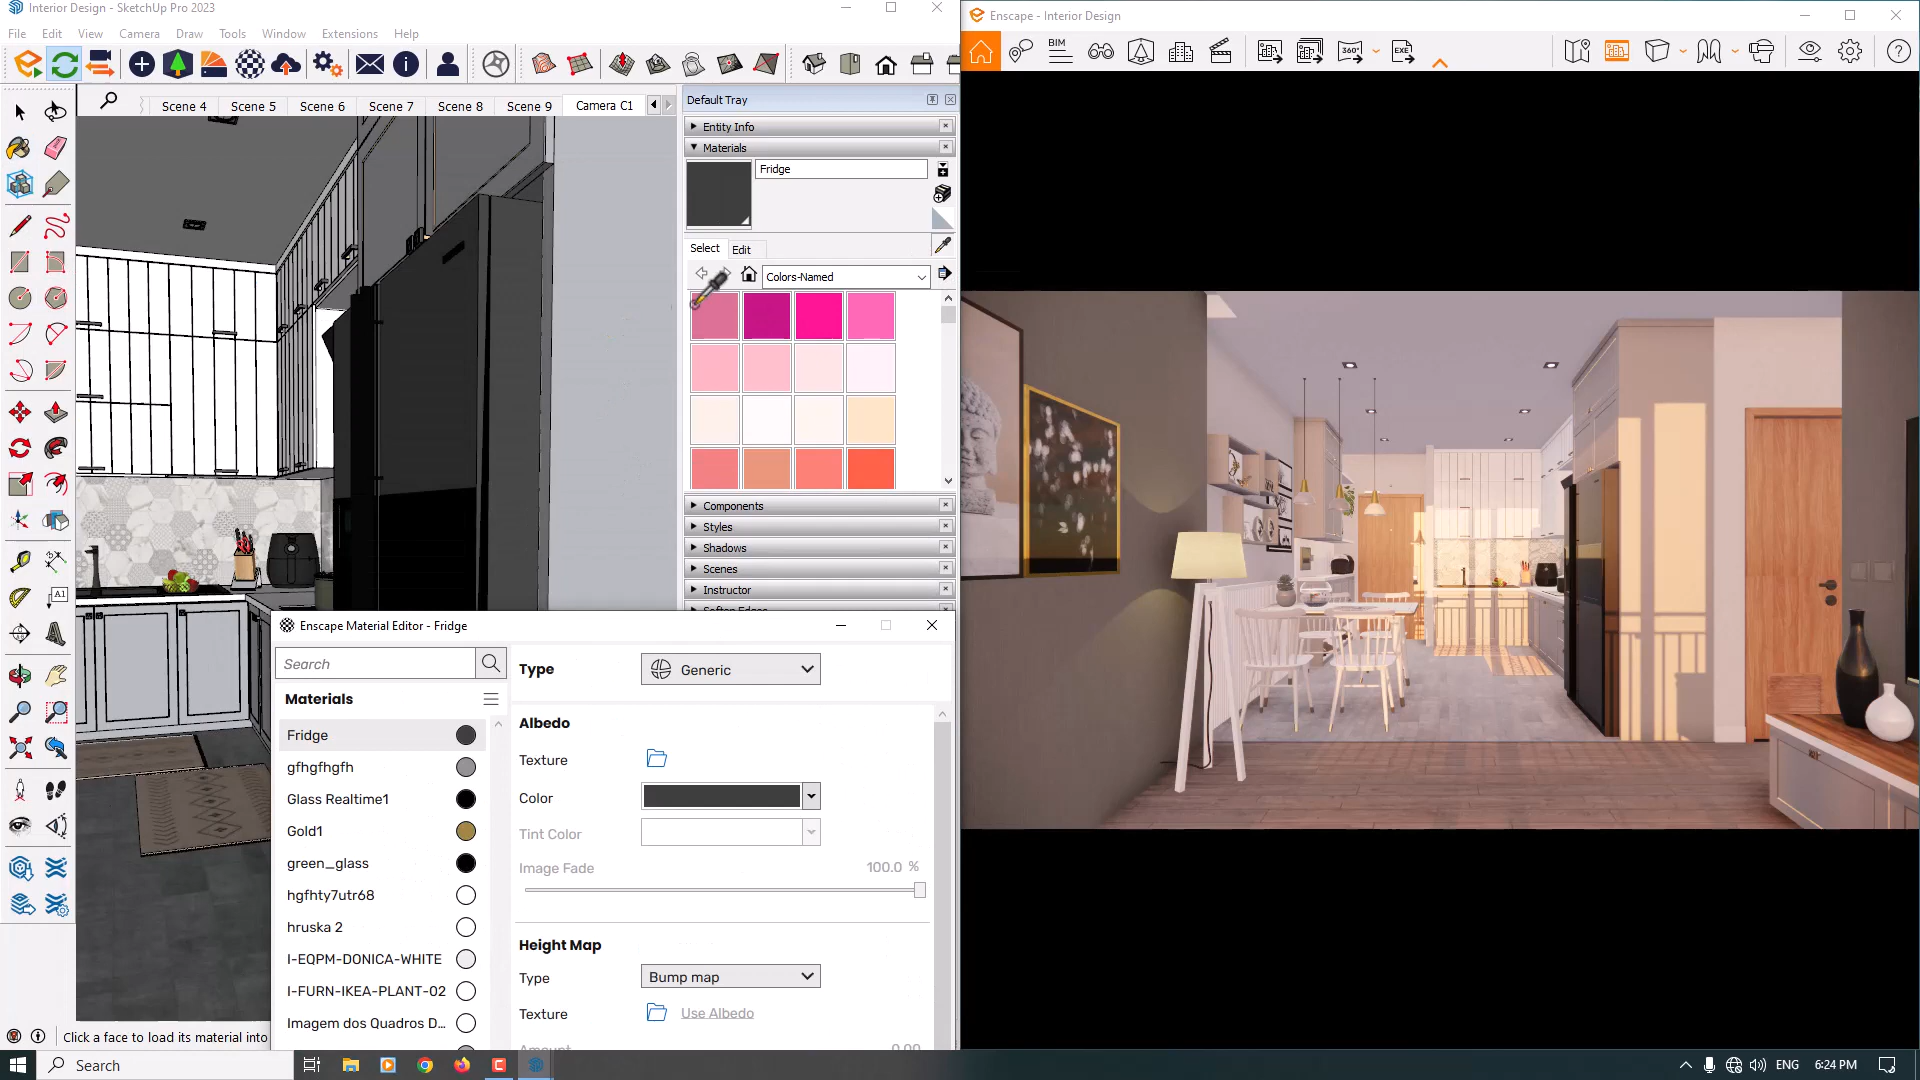 Interior Design - SketchUp Pro 2023
File Edit View Camera Draw Tools Window Extensions Help
Scene 4 Scene 5 Scene 6 Scene 7 Scene 8 Scene 9 Camera C1
Default Tray
Entity Info
Materials
Fridge
Select Edit
Colors-Named
Components
Styles
Shadows
Scenes
Instructor
Enscape Material Editor - Fridge
Search
Materials
Fridge
gfhgfhgfh
Glass Realtime1
Gold1
green_glass
hgfhty7utr68
hruska 2
I-EQPM-DONICA-WHITE
I-FURN-IKEA-PLANT-02
Imagem dos Quadros D...
Type Generic
Albedo
Texture
Color
Tint Color
Image Fade 100.0 %
Height Map
Type Bump map
Texture Use Albedo
Click a face to load its material into
Enscape - Interior Design
BIM
360°
EXE
A1
Search
ENG 6:24 PM